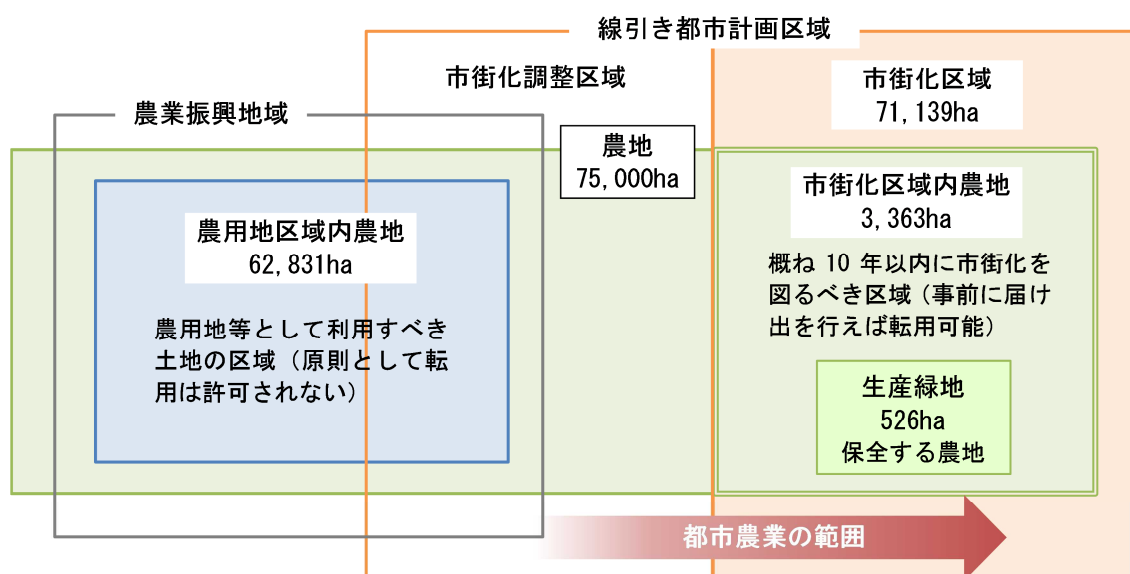 線引き都市計画区域
市街化調整区域
市街化区域
71,139ha
農業振興地域
農地
75,000ha
市街化区域内農地
3,363ha
概ね 10 年以内に市街化を
図るべき区域（事前に届け
出を行えば転用可能）
農用地区域内農地
62,831ha
農用地等として利用すべき
土地の区域（原則として転
用は許可されない）
生産緑地
526ha
保全する農地
都市農業の範囲